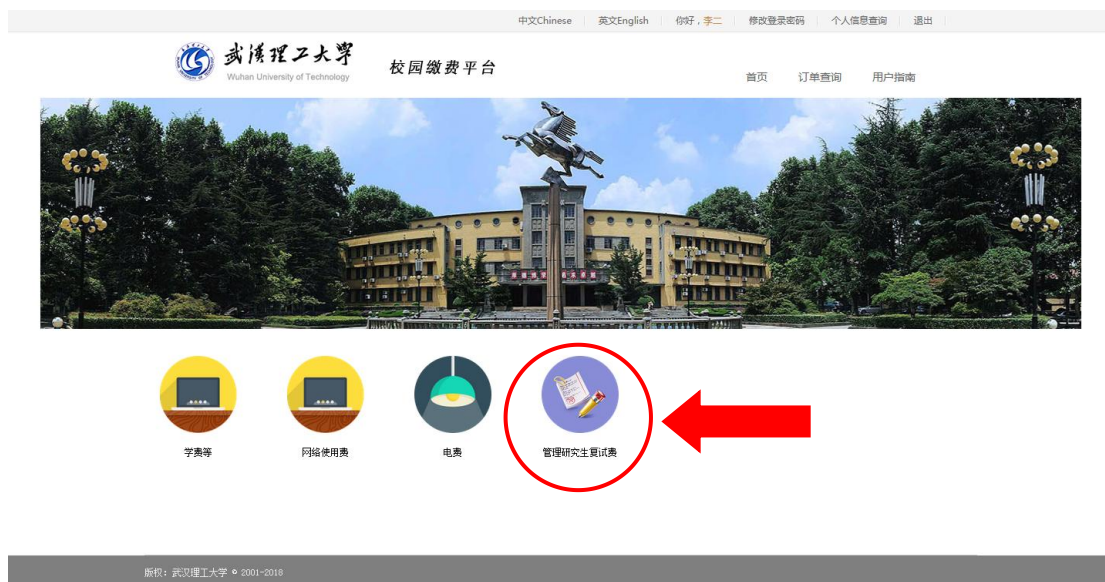 中文Chinese 英文English 你好，李二 修改登录密码 个人信息查询 退出
武汉理工大学
Wuhan University of Technology
校园缴费平台
首页 订单查询 用户指南
学费等 网络使用费 电费 管理研究生复试费
版权：武汉理工大学 © 2001-2018